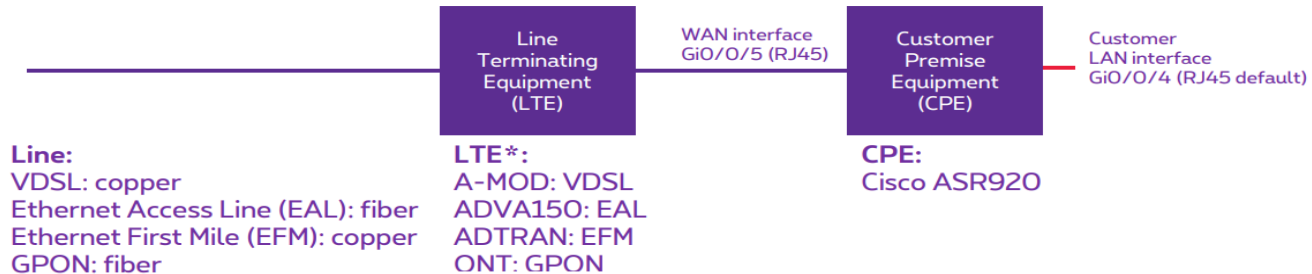 Line
Terminating
Equipment
(LTE)
WAN interface
Gi0/0/5 (RJ45)
Customer
Premise
Equipment
(CPE)
Customer
LAN interface
Gi0/0/4 (RJ45 default)
Line:
VDSL: copper
Ethernet Access Line (EAL): fiber
Ethernet First Mile (EFM): copper
GPON: fiber
LTE*:
A-MOD: VDSL
ADVA150: EAL
ADTRAN: EFM
ONT: GPON
CPE:
Cisco ASR920